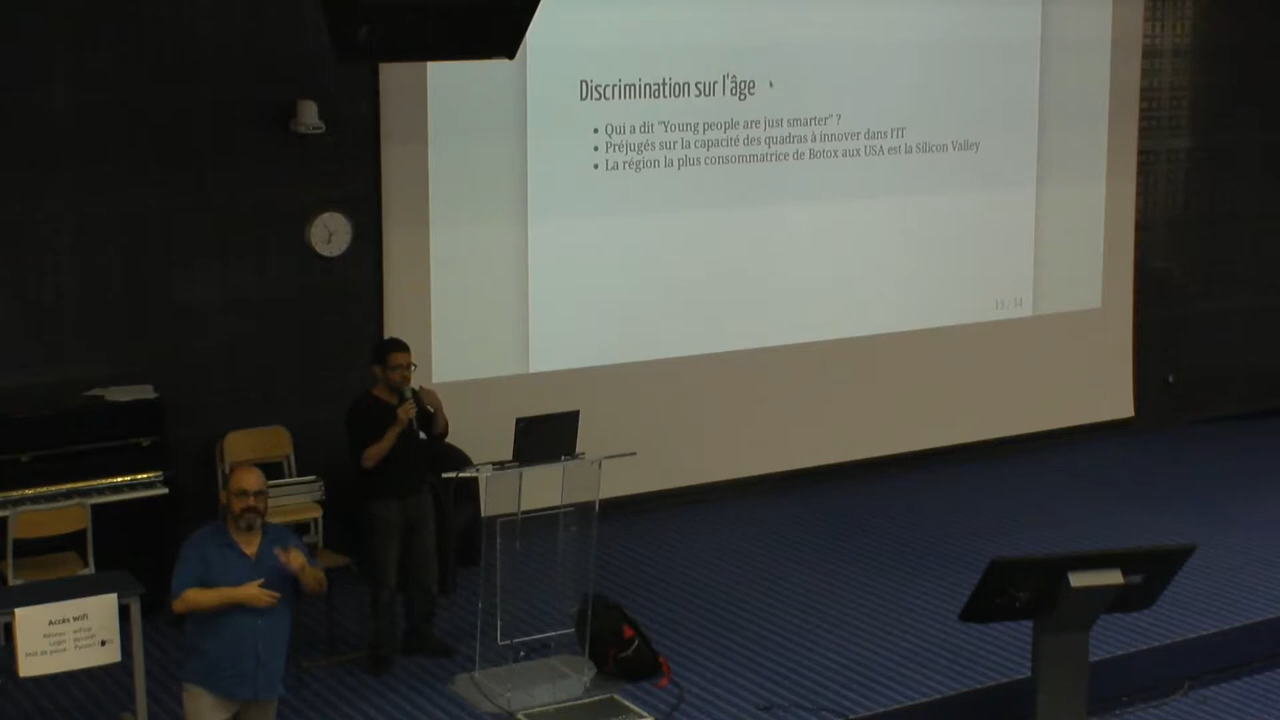 Discrimination sur l'âge
• Qui a dit "Young people are just smarter" ?
• Préjugés sur la capacité des quadras à innover dans l'IT
• La région la plus consommatrice de Botox aux USA est la Silicon Valley
Accès Wifi